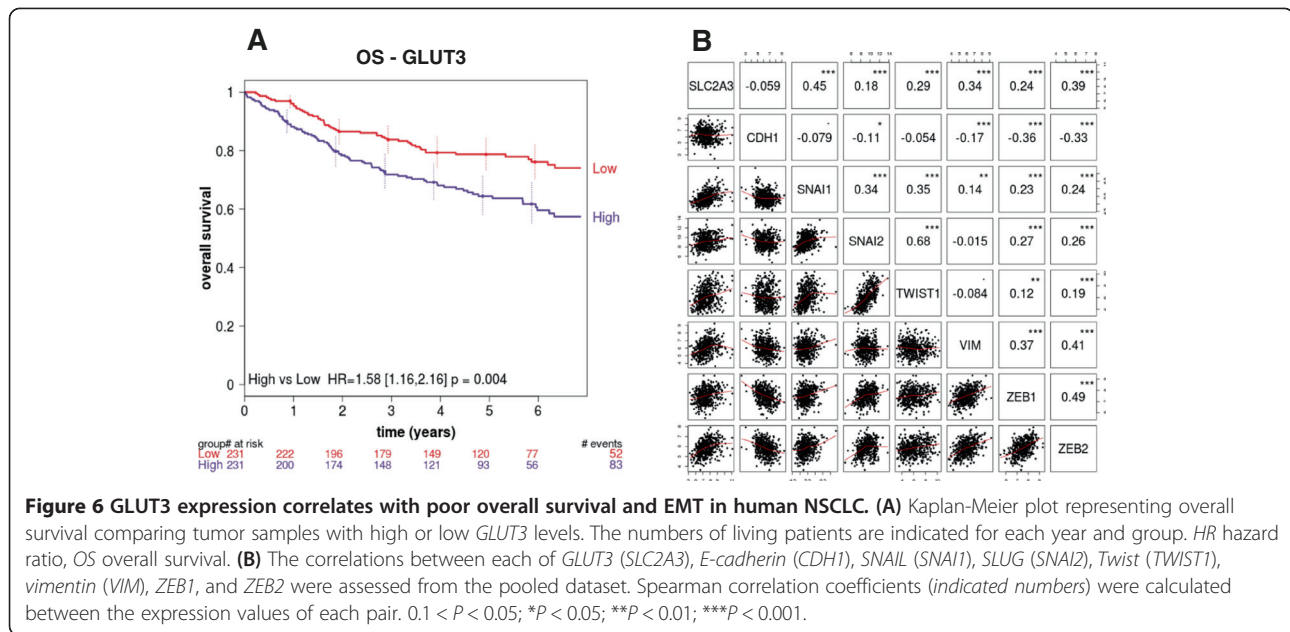 A
OS - GLUT3
overall survival
1
0.8
0.6
0.4
0.2
0
Low
High
High vs Low HR=1.58 [1.16,2.16] p = 0.004
0 1 2 3 4 5 6
time (years)
group# at risk # events
Low 231 222 196 179 149 120 77 52
High 231 200 174 148 121 93 56 83
B
SLC2A3 -0.059 0.45 *** 0.18 *** 0.29 *** 0.34 *** 0.24 *** 0.39 ***
CDH1 -0.079 . -0.11 * -0.054 -0.17 *** -0.36 *** -0.33 ***
SNAI1 0.34 *** 0.35 *** 0.14 ** 0.23 *** 0.24 ***
SNAI2 0.68 *** -0.015 0.27 *** 0.26 ***
TWIST1 -0.084 . 0.12 ** 0.19 ***
VIM 0.37 *** 0.41 ***
ZEB1 0.49 ***
ZEB2
Figure 6 GLUT3 expression correlates with poor overall survival and EMT in human NSCLC. (A) Kaplan-Meier plot representing overall
survival comparing tumor samples with high or low GLUT3 levels. The numbers of living patients are indicated for each year and group. HR hazard
ratio, OS overall survival. (B) The correlations between each of GLUT3 (SLC2A3), E-cadherin (CDH1), SNAIL (SNAI1), SLUG (SNAI2), Twist (TWIST1),
vimentin (VIM), ZEB1, and ZEB2 were assessed from the pooled dataset. Spearman correlation coefficients (indicated numbers) were calculated
between the expression values of each pair. 0.1 < P < 0.05; *P < 0.05; **P < 0.01; ***P < 0.001.